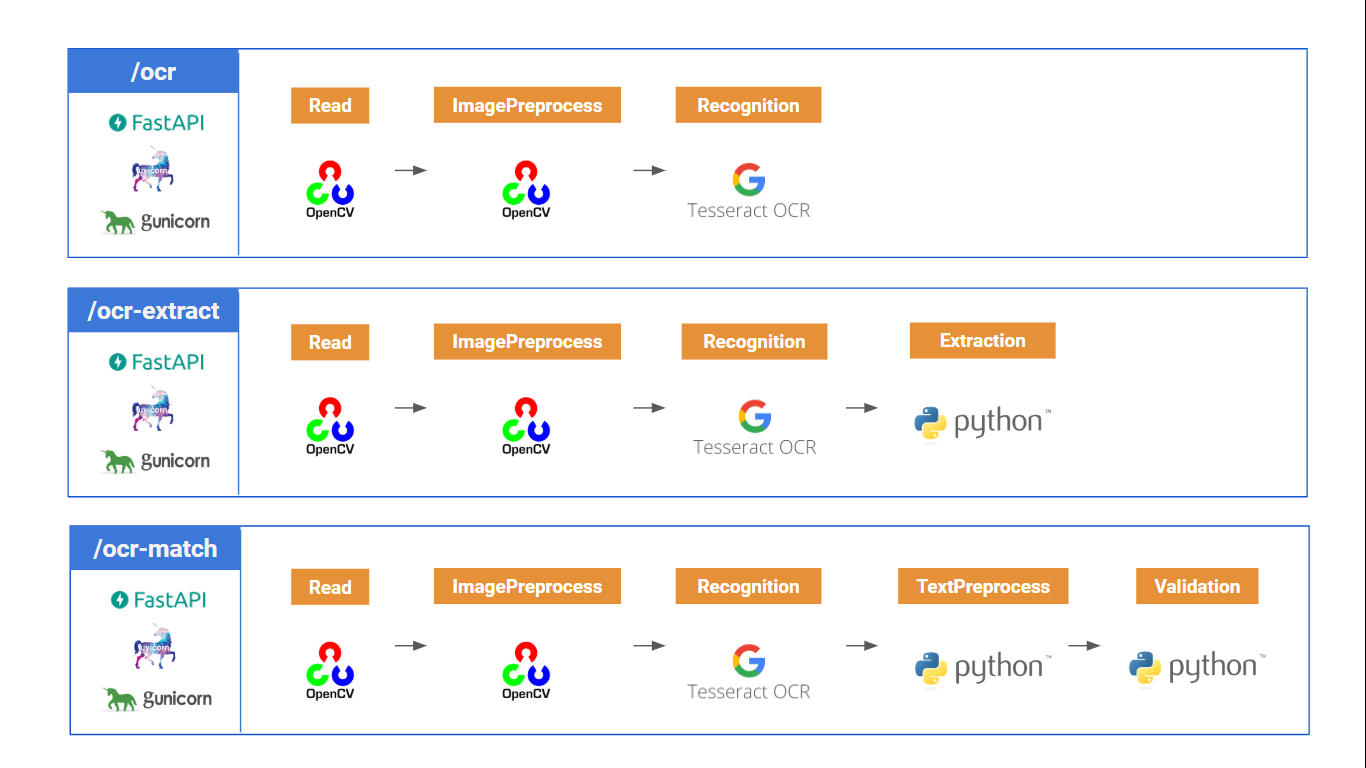 /ocr
FastAPI
uvicorn
gunicorn
Read
ImagePreprocess
Recognition
OpenCV
OpenCV
Tesseract OCR
/ocr-extract
FastAPI
uvicorn
gunicorn
Read
ImagePreprocess
Recognition
Extraction
OpenCV
OpenCV
Tesseract OCR
python™
/ocr-match
FastAPI
uvicorn
gunicorn
Read
ImagePreprocess
Recognition
TextPreprocess
Validation
OpenCV
OpenCV
Tesseract OCR
python™
python™